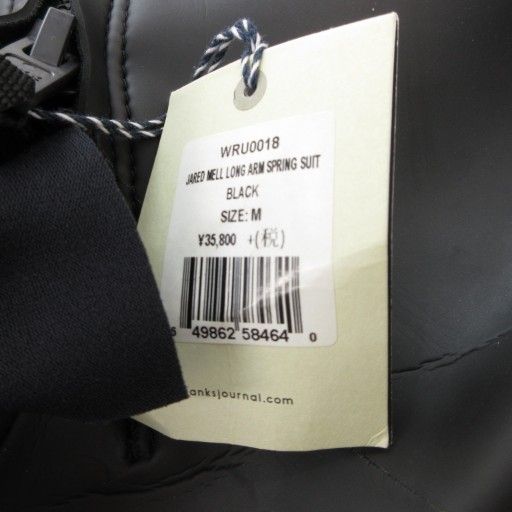 WRU0018
JARED MELL LONG ARM SPRING SUIT
BLACK
SIZE: M
¥35,800 +(税)
49862 58464 0
anksjournal.com